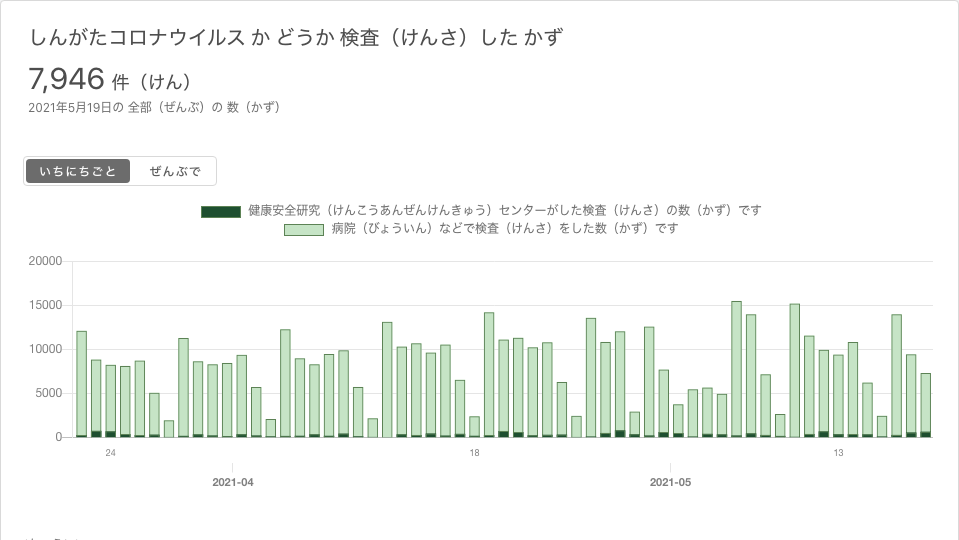 しんがたコロナウイルス か どうか 検査（けんさ）した かず
7,946 件（けん）
2021年5月19日の 全部（ぜんぶ）の 数（かず）
いちにちごと ぜんぶで
健康安全研究（けんこうあんぜんけんきゅう）センターがした検査（けんさ）の数（かず）です
病院（びょういん）などで検査（けんさ）をした数（かず）です
20000
15000
10000
5000
0
24 18 13
2021-04 2021-05